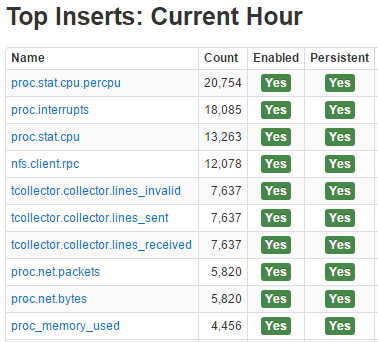 Top Inserts: Current Hour
Name Count Enabled Persistent
proc.stat.cpu.percpu 20,754 Yes Yes
proc.interrupts 18,085 Yes Yes
proc.stat.cpu 13,263 Yes Yes
nfs.client.rpc 12,078 Yes Yes
tcollector.collector.lines_invalid 7,637 Yes Yes
tcollector.collector.lines_sent 7,637 Yes Yes
tcollector.collector.lines_received 7,637 Yes Yes
proc.net.packets 5,820 Yes Yes
proc.net.bytes 5,820 Yes Yes
proc_memory_used 4,456 Yes Yes